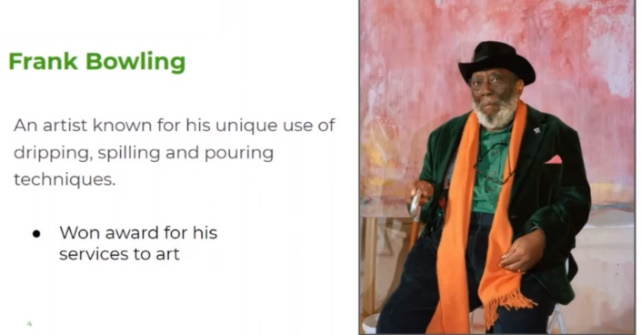 Frank Bowling
An artist known for his unique use of
dripping, spilling and pouring
techniques.
● Won award for his
services to art
4